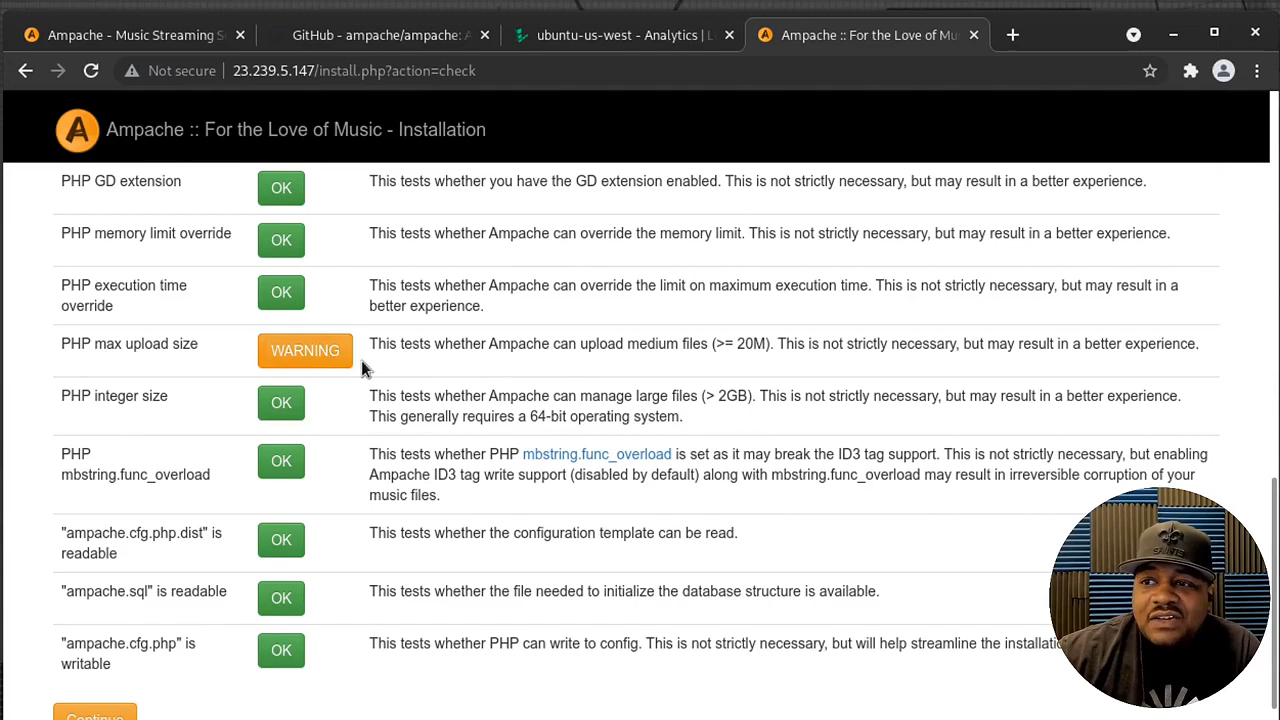 Ampache - Music Streaming S
GitHub - ampache/ampache: A
ubuntu-us-west - Analytics | L
Ampache :: For the Love of Mu
Not secure
23.239.5.147/install.php?action=check
Ampache :: For the Love of Music - Installation
PHP GD extension
OK
This tests whether you have the GD extension enabled. This is not strictly necessary, but may result in a better experience.
PHP memory limit override
OK
This tests whether Ampache can override the memory limit. This is not strictly necessary, but may result in a better experience.
PHP execution time
override
OK
This tests whether Ampache can override the limit on maximum execution time. This is not strictly necessary, but may result in a
better experience.
PHP max upload size
WARNING
This tests whether Ampache can upload medium files (>= 20M). This is not strictly necessary, but may result in a better experience.
PHP integer size
OK
This tests whether Ampache can manage large files (> 2GB). This is not strictly necessary, but may result in a better experience.
This generally requires a 64-bit operating system.
PHP
mbstring.func_overload
OK
This tests whether PHP mbstring.func_overload is set as it may break the ID3 tag support. This is not strictly necessary, but enabling
Ampache ID3 tag write support (disabled by default) along with mbstring.func_overload may result in irreversible corruption of your
music files.
"ampache.cfg.php.dist" is
readable
OK
This tests whether the configuration template can be read.
"ampache.sql" is readable
OK
This tests whether the file needed to initialize the database structure is available.
"ampache.cfg.php" is
writable
OK
This tests whether PHP can write to config. This is not strictly necessary, but will help streamline the installatio
Continue
SAINTS